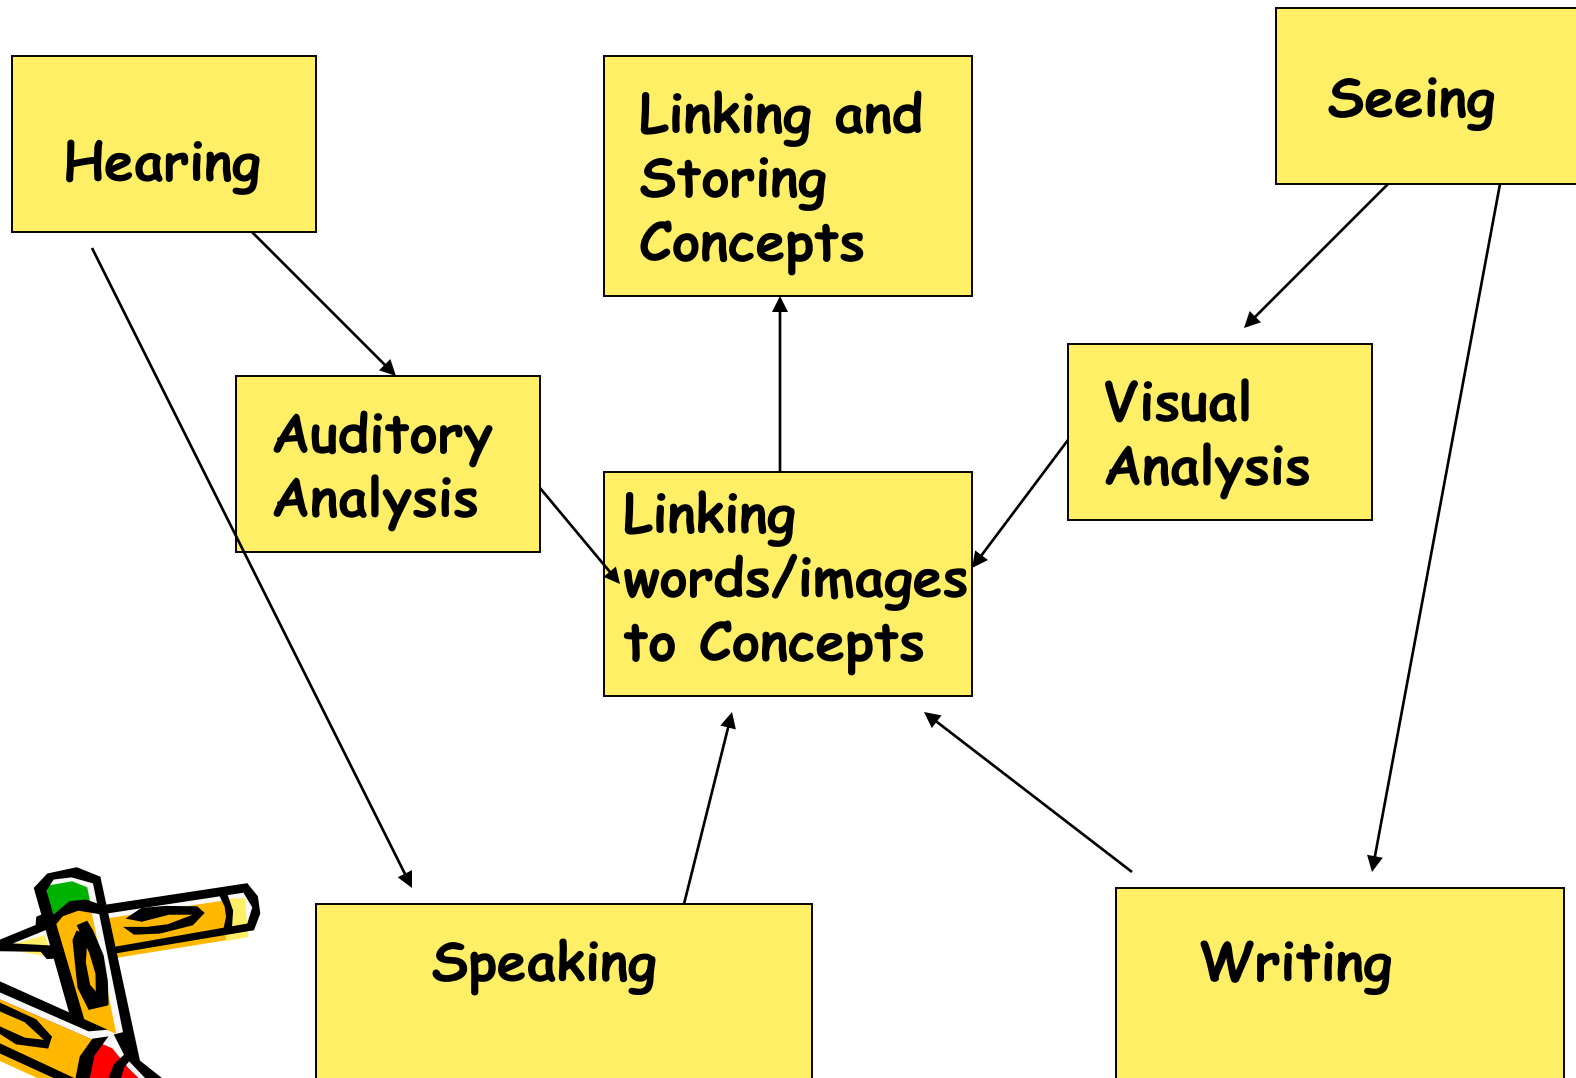 Hearing
Linking and
Storing
Concepts
Seeing
Auditory
Analysis
Visual
Analysis
Linking
words/images
to Concepts
Speaking
Writing